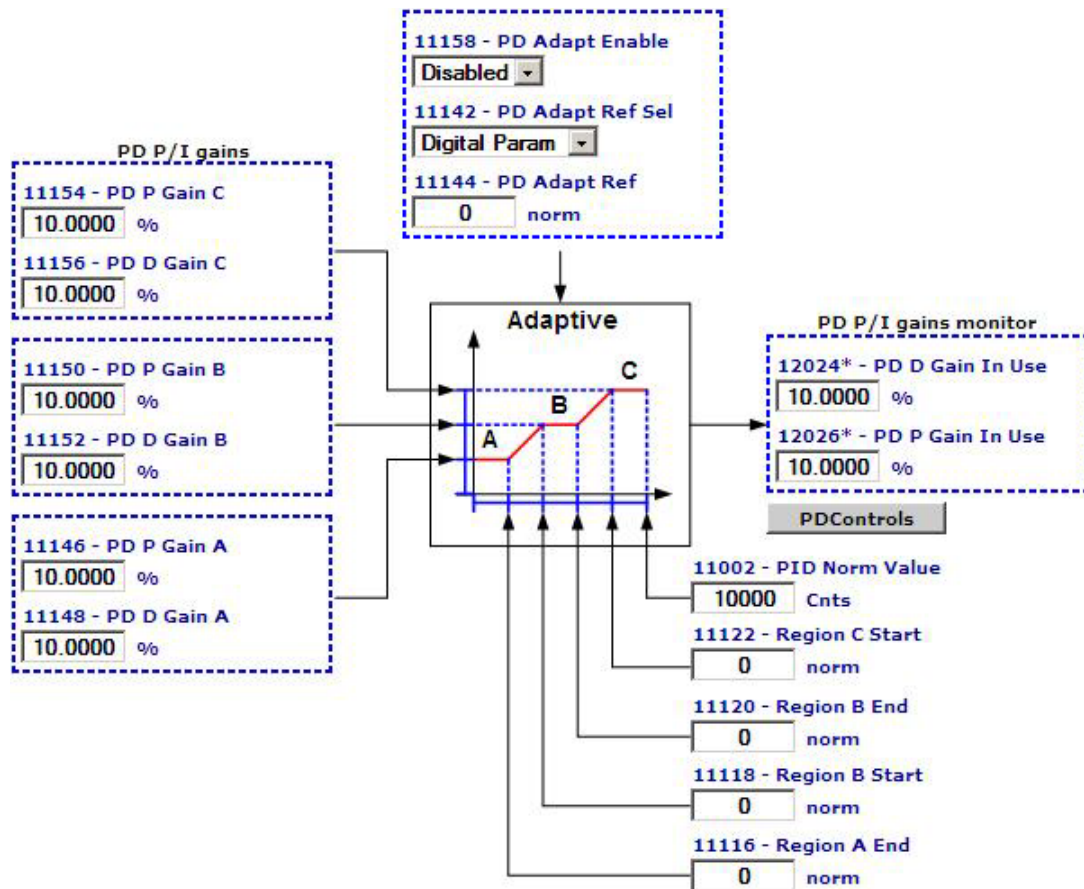 11158 - PD Adapt Enable
Disabled
11142 - PD Adapt Ref Sel
Digital Param
11144 - PD Adapt Ref
0 norm
PD P/I gains
11154 - PD P Gain C
10.0000 %
11156 - PD D Gain C
10.0000 %
11150 - PD P Gain B
10.0000 %
11152 - PD D Gain B
10.0000 %
11146 - PD P Gain A
10.0000 %
11148 - PD D Gain A
10.0000 %
Adaptive
C
B
A
PD P/I gains monitor
12024* - PD D Gain In Use
10.0000 %
12026* - PD P Gain In Use
10.0000 %
PDControls
11002 - PID Norm Value
10000 Cnts
11122 - Region C Start
0 norm
11120 - Region B End
0 norm
11118 - Region B Start
0 norm
11116 - Region A End
0 norm